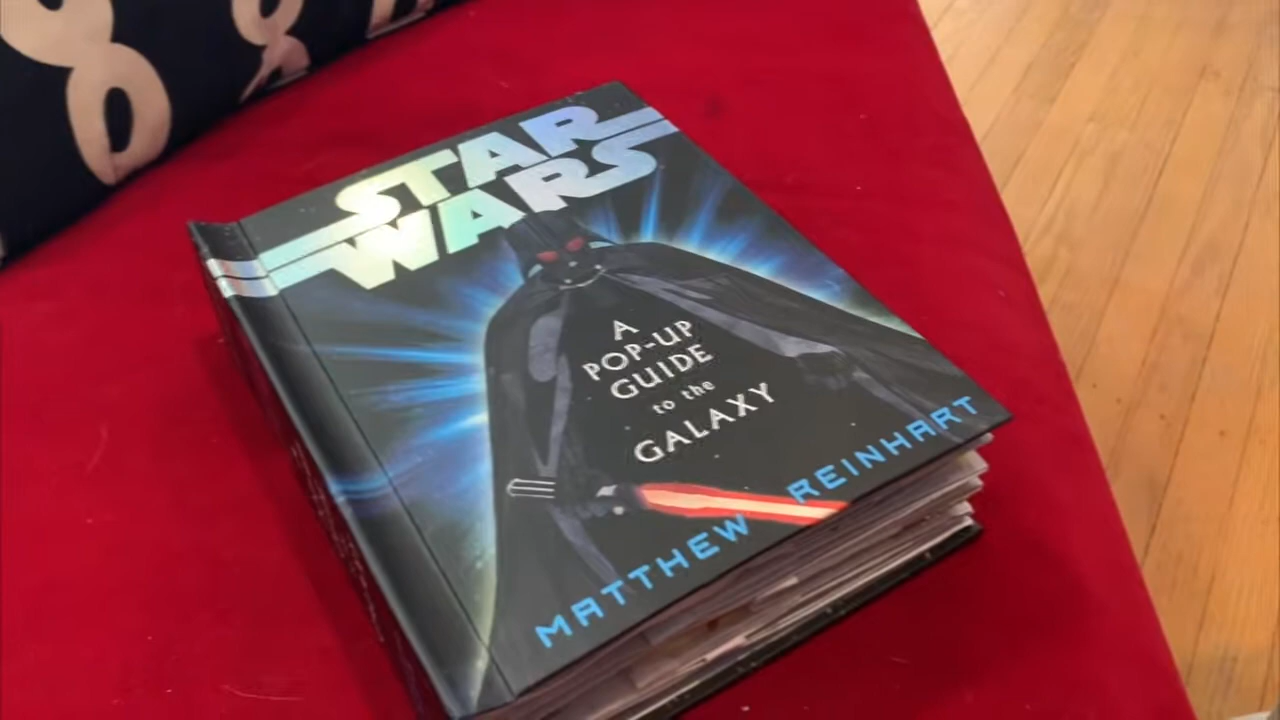 STAR
WARS
A
POP-UP
GUIDE
to the
GALAXY
MATTHEW REINHART